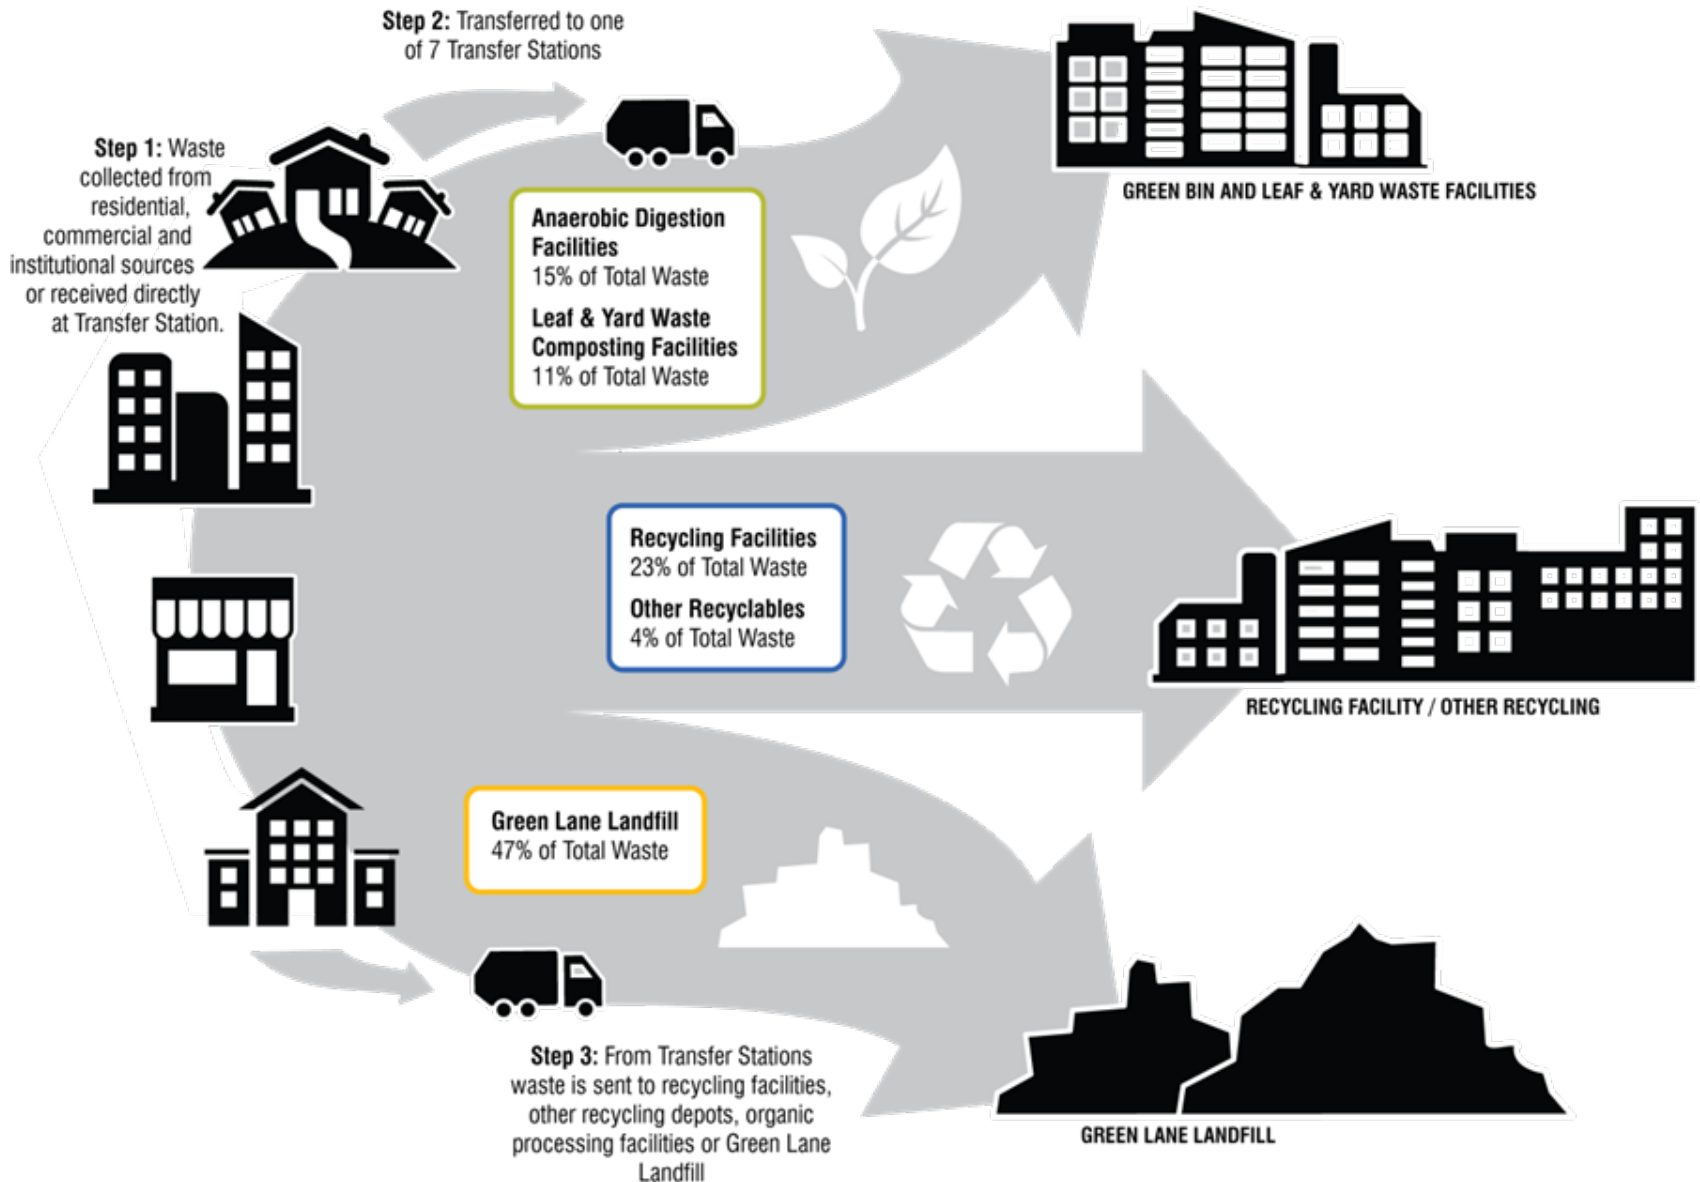 Step 2: Transferred to one
of 7 Transfer Stations
Step 1: Waste
collected from
residential,
commercial and
institutional sources
or received directly
at Transfer Station.
GREEN BIN AND LEAF & YARD WASTE FACILITIES
Anaerobic Digestion
Facilities
15% of Total Waste
Leaf & Yard Waste
Composting Facilities
11% of Total Waste
Recycling Facilities
23% of Total Waste
Other Recyclables
4% of Total Waste
RECYCLING FACILITY / OTHER RECYCLING
Green Lane Landfill
47% of Total Waste
Step 3: From Transfer Stations
waste is sent to recycling facilities,
other recycling depots, organic
processing facilities or Green Lane
Landfill
GREEN LANE LANDFILL